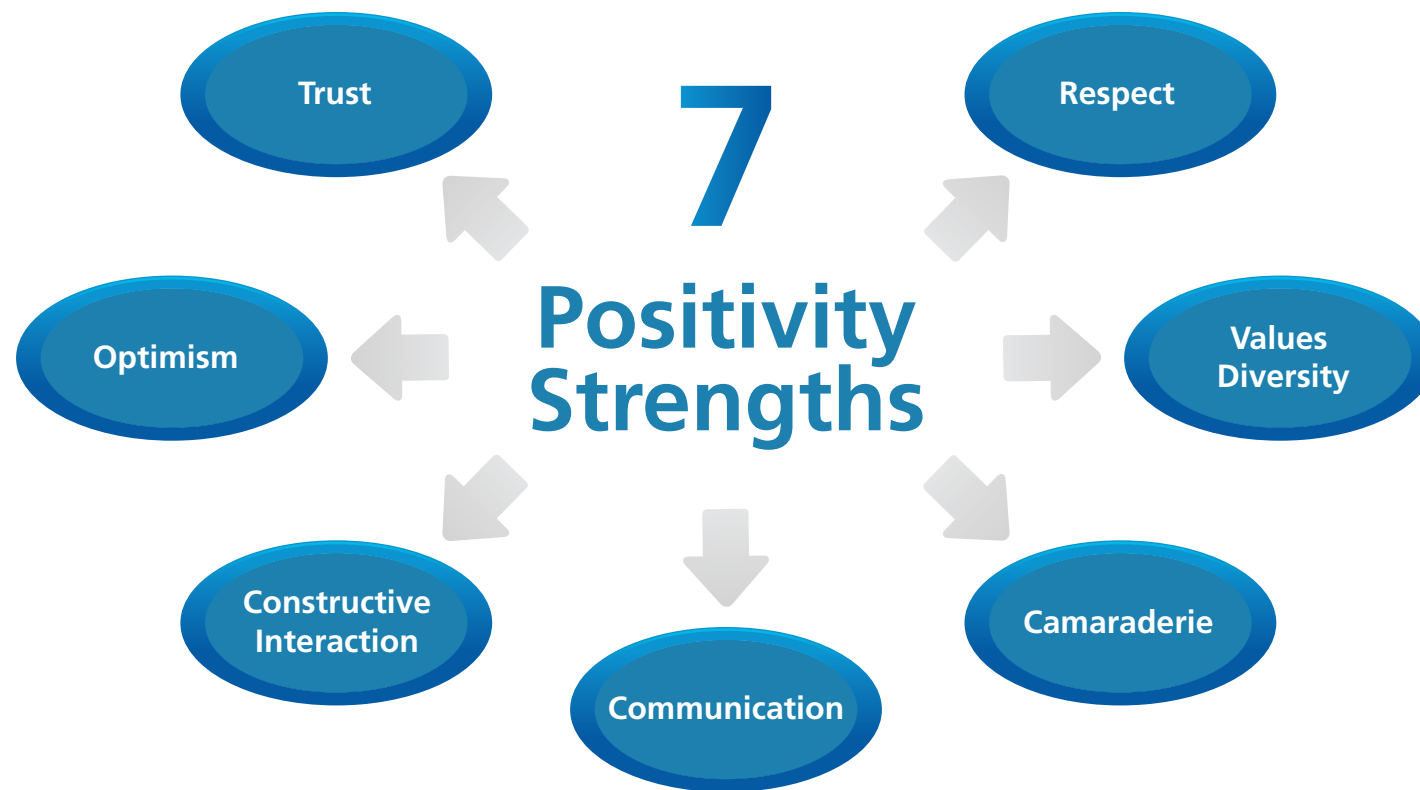 7
Positivity
Strengths
Trust
Respect
Optimism
Values
Diversity
Constructive
Interaction
Camaraderie
Communication